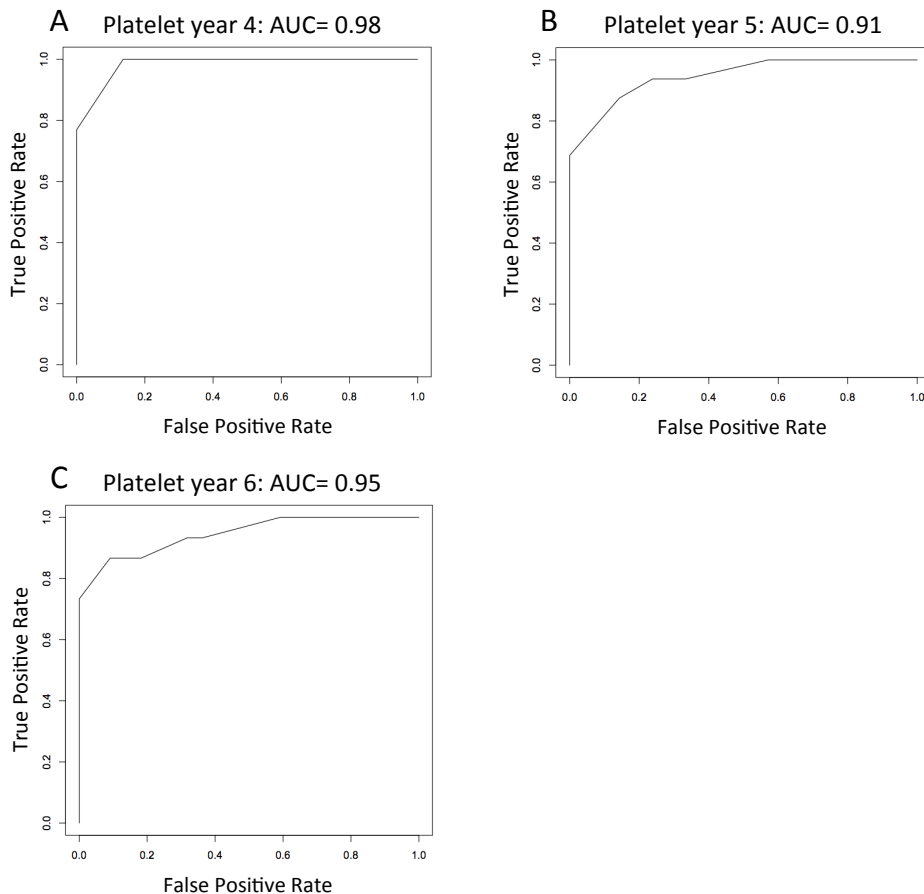 A
Platelet year 4: AUC= 0.98
True Positive Rate
1.0
0.8
0.6
0.4
0.2
0.0
0.0 0.2 0.4 0.6 0.8 1.0
False Positive Rate
B
Platelet year 5: AUC= 0.91
True Positive Rate
1.0
0.8
0.6
0.4
0.2
0.0
0.0 0.2 0.4 0.6 0.8 1.0
False Positive Rate
C
Platelet year 6: AUC= 0.95
True Positive Rate
1.0
0.8
0.6
0.4
0.2
0.0
0.0 0.2 0.4 0.6 0.8 1.0
False Positive Rate